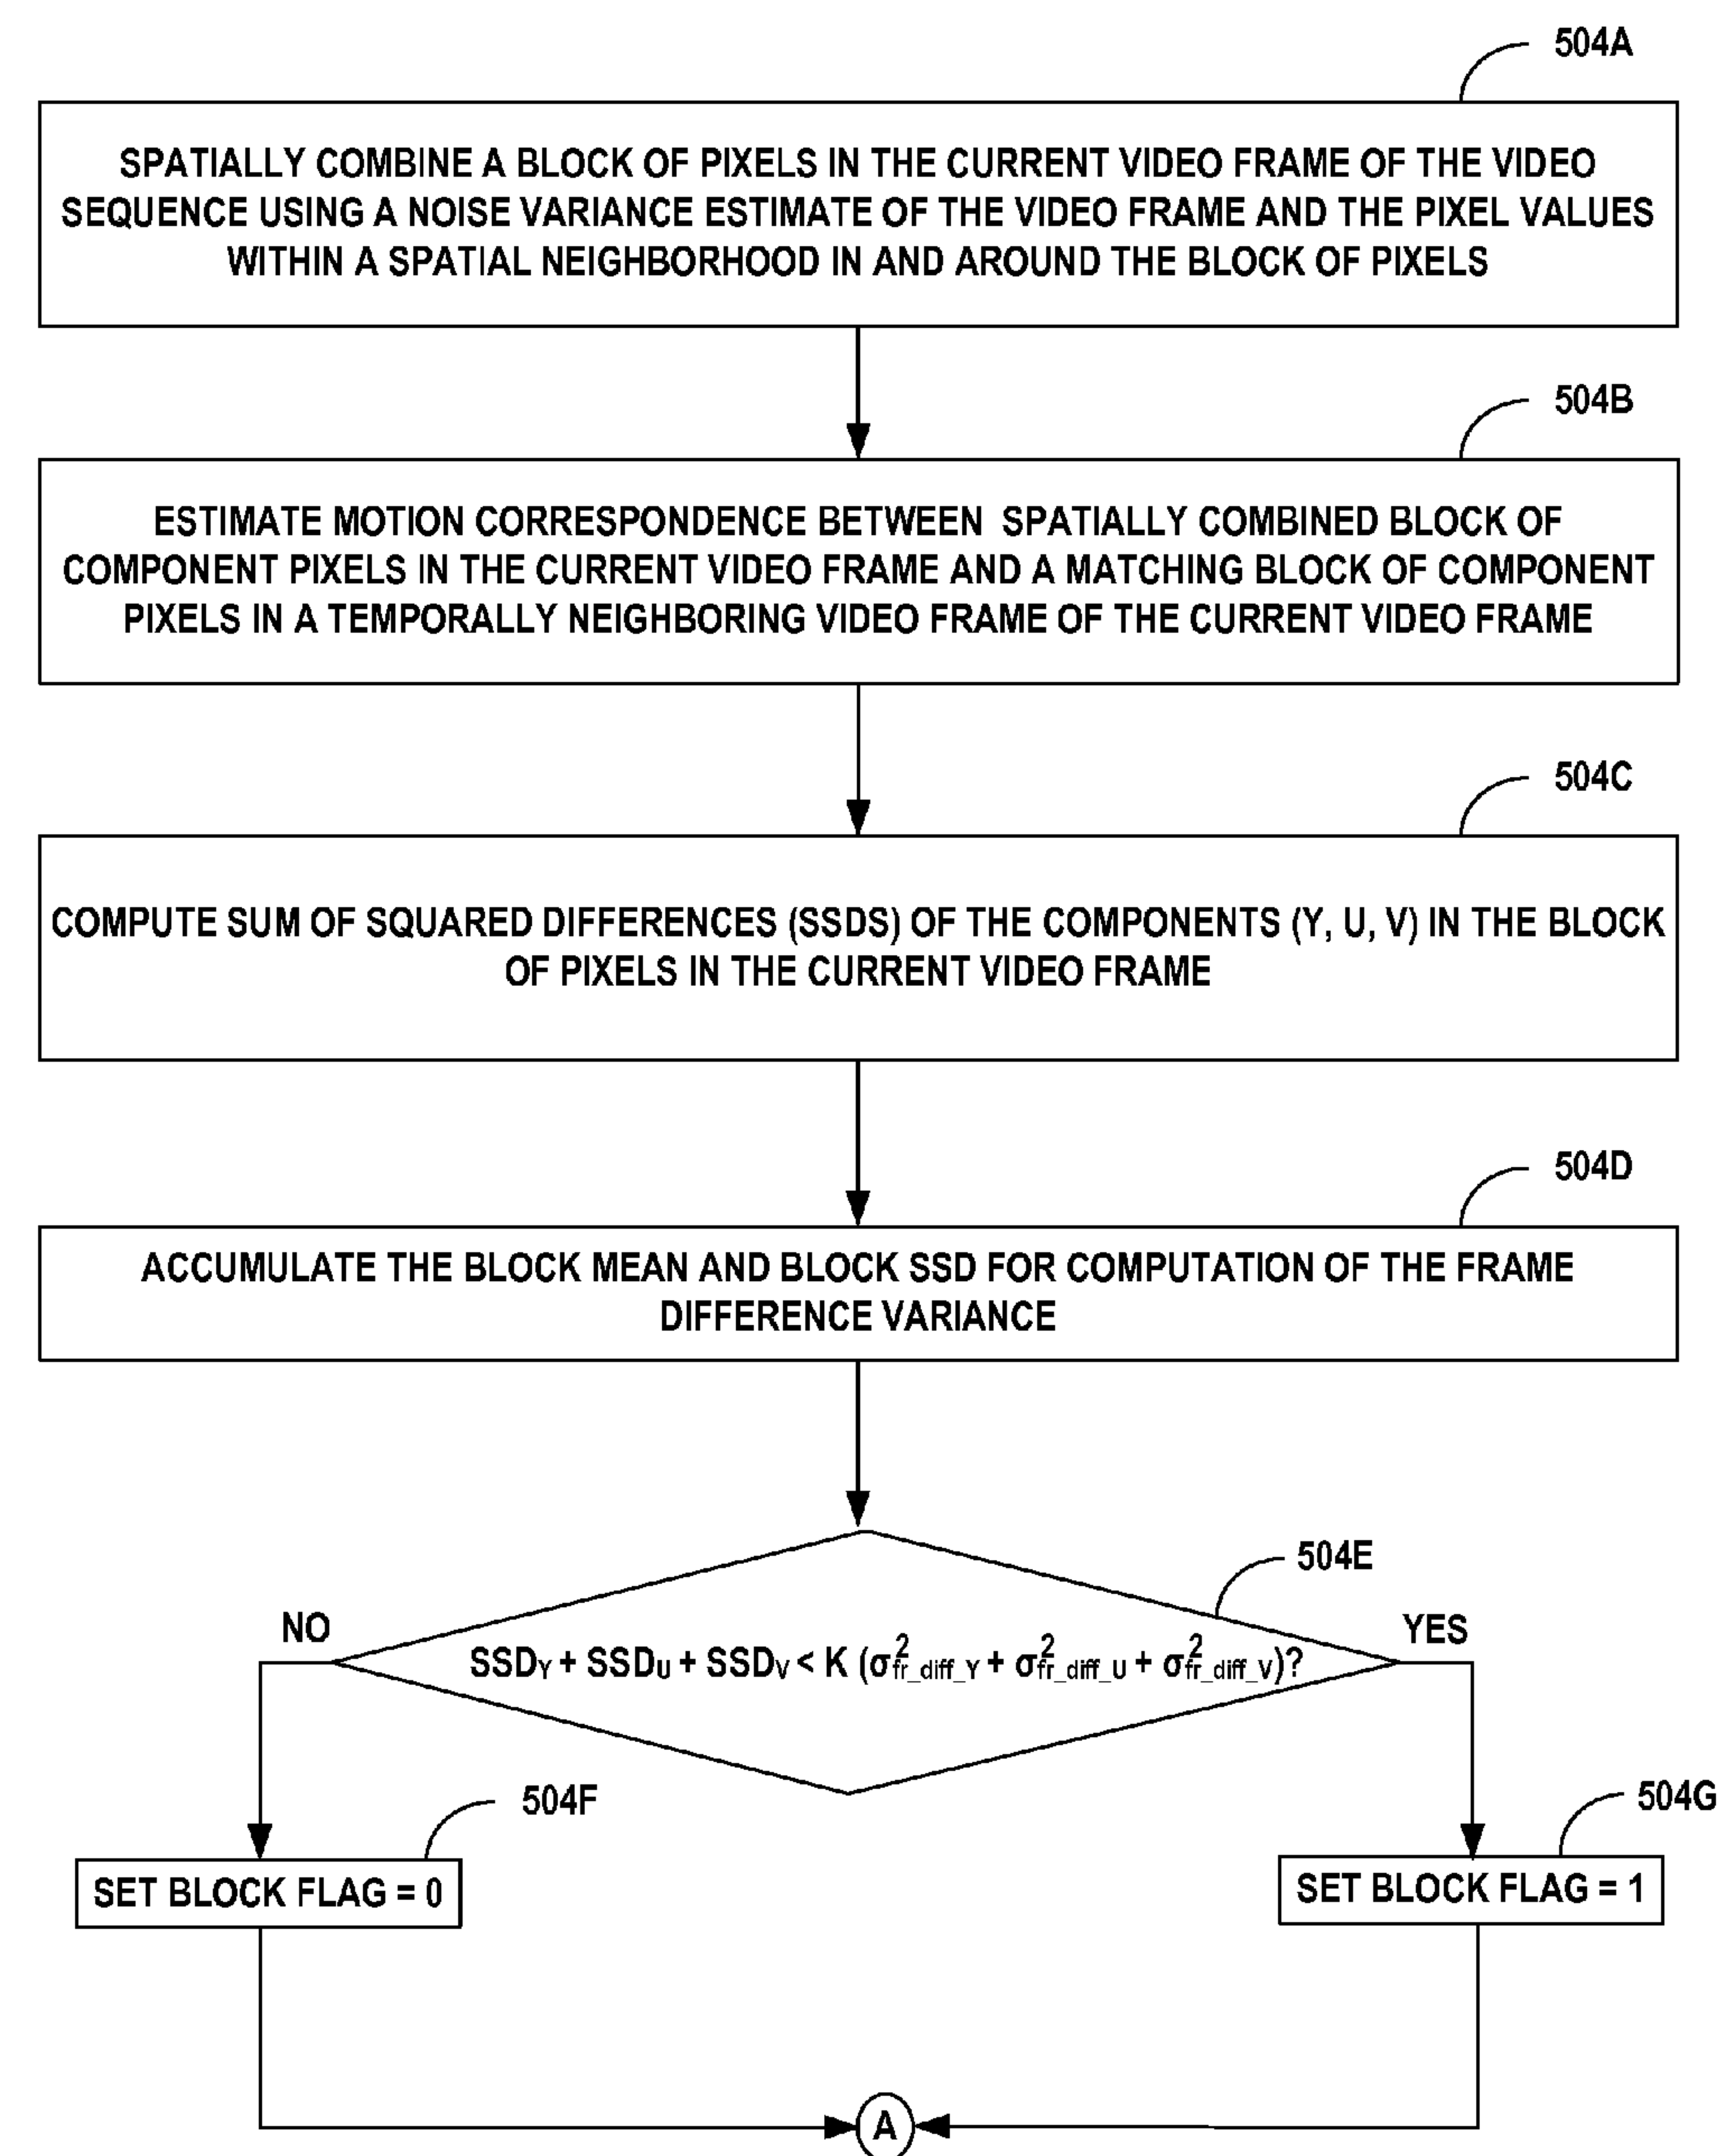 504A
SPATIALLY COMBINE A BLOCK OF PIXELS IN THE CURRENT VIDEO FRAME OF THE VIDEO
SEQUENCE USING A NOISE VARIANCE ESTIMATE OF THE VIDEO FRAME AND THE PIXEL VALUES
WITHIN A SPATIAL NEIGHBORHOOD IN AND AROUND THE BLOCK OF PIXELS
504B
ESTIMATE MOTION CORRESPONDENCE BETWEEN SPATIALLY COMBINED BLOCK OF
COMPONENT PIXELS IN THE CURRENT VIDEO FRAME AND A MATCHING BLOCK OF COMPONENT
PIXELS IN A TEMPORALLY NEIGHBORING VIDEO FRAME OF THE CURRENT VIDEO FRAME
504C
COMPUTE SUM OF SQUARED DIFFERENCES (SSDS) OF THE COMPONENTS (Y, U, V) IN THE BLOCK
OF PIXELS IN THE CURRENT VIDEO FRAME
504D
ACCUMULATE THE BLOCK MEAN AND BLOCK SSD FOR COMPUTATION OF THE FRAME
DIFFERENCE VARIANCE
504E
NO
YES
SSD_Y + SSD_U + SSD_V < K (σ²_fr_diff_Y + σ²_fr_diff_U + σ²_fr_diff_V)?
504F
504G
SET BLOCK FLAG = 0
SET BLOCK FLAG = 1
A